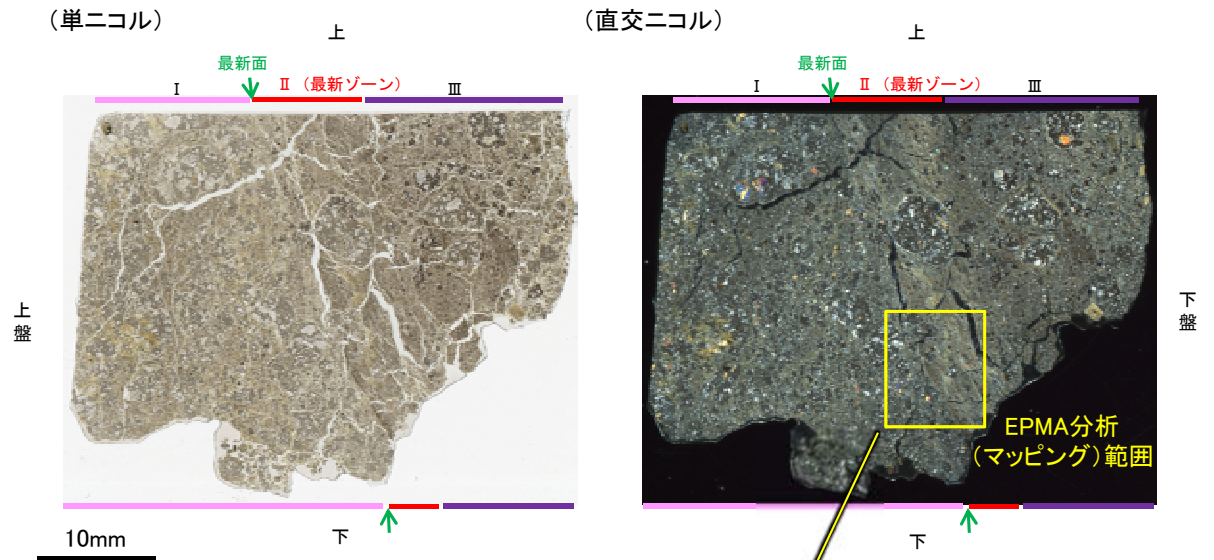 (単ニコル)
上
最新面
Ⅰ
Ⅱ (最新ゾーン)
Ⅲ
上盤
下
10mm
(直交ニコル)
上
最新面
Ⅰ
Ⅱ (最新ゾーン)
Ⅲ
下盤
EPMA分析
(マッピング)範囲
下